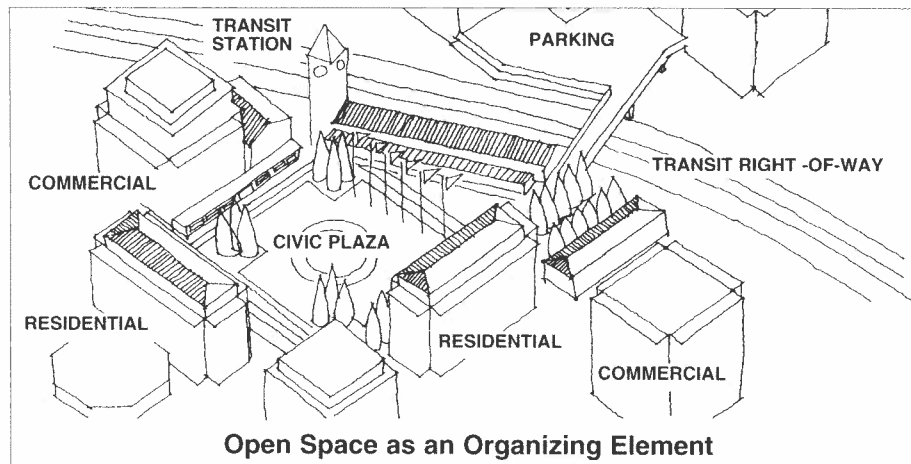 TRANSIT
STATION
PARKING
TRANSIT RIGHT -OF-WAY
COMMERCIAL
CIVIC PLAZA
RESIDENTIAL
RESIDENTIAL
COMMERCIAL
Open Space as an Organizing Element